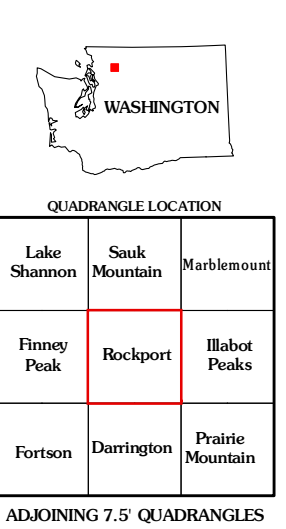 WASHINGTON
QUADRANGLE LOCATION
Lake
Shannon
Sauk
Mountain
Marblemount
Finney
Peak
Rockport
Illabot
Peaks
Fortson
Darrington
Prairie
Mountain
ADJOINING 7.5' QUADRANGLES